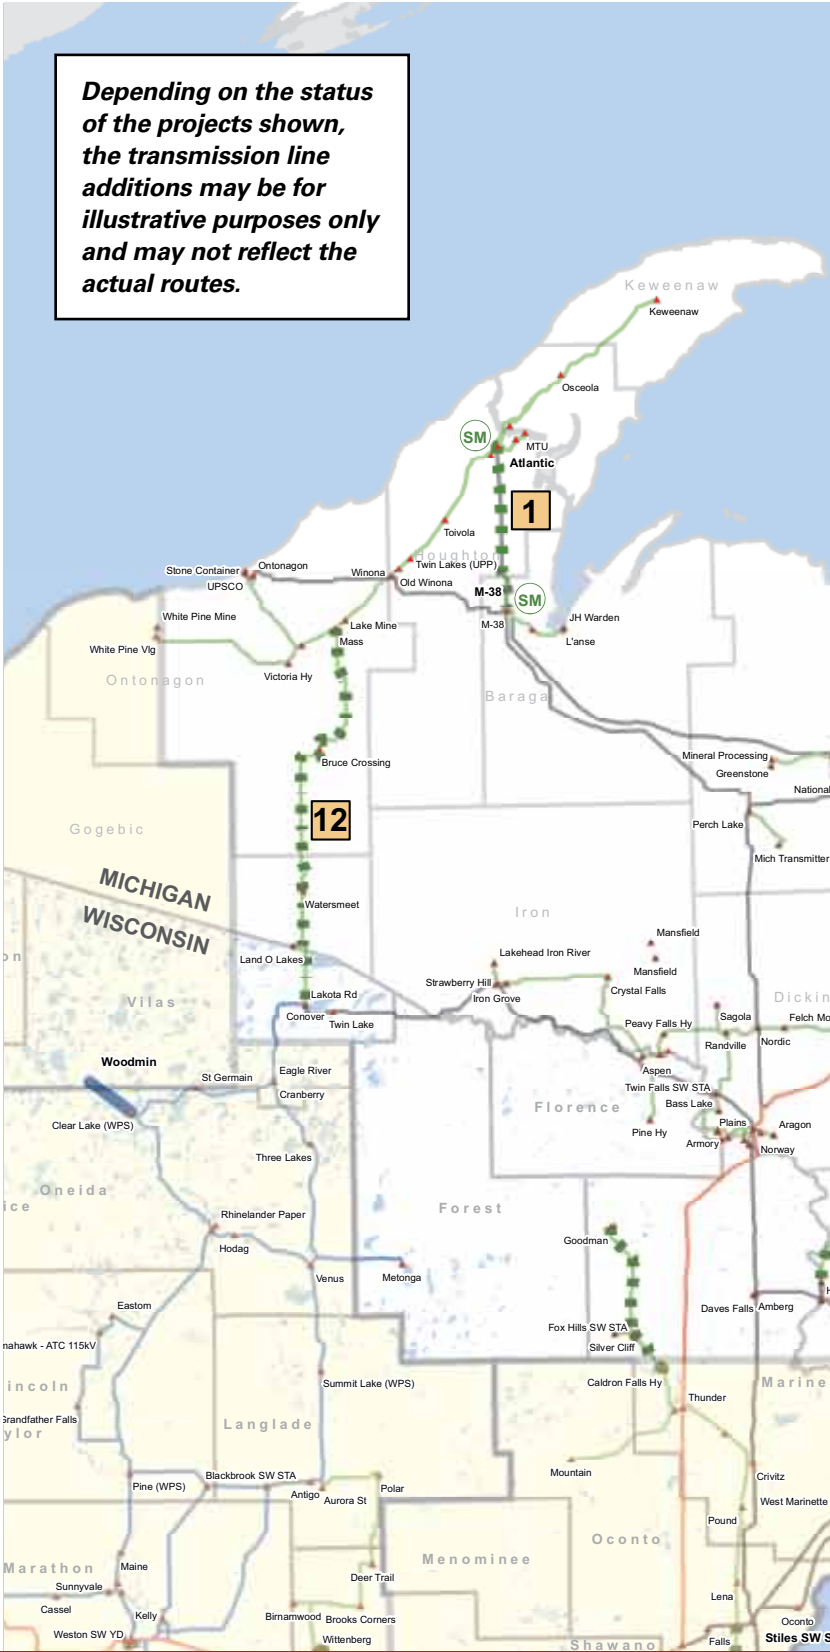 Depending on the status
of the projects shown,
the transmission line
additions may be for
illustrative purposes only
and may not reflect the
actual routes.
Keweenaw
Keweenaw
Osceola
SM
MTU
Atlantic
1
Toivola
Houghton
Twin Lakes (UPP)
Stone Container
Ontonagon
Winona
Old Winona
UPSCO
M-38
SM
M-38
JH Warden
L'anse
White Pine Mine
Lake Mine
Mass
White Pine Vlg
Victoria Hy
Ontonagon
Baraga
Bruce Crossing
Mineral Processing
Greenstone
National
12
Gogebic
Perch Lake
Mich Transmitter
MICHIGAN
WISCONSIN
Watersmeet
Iron
Mansfield
Mansfield
Land O Lakes
Lakehead Iron River
Strawberry Hill
Iron Grove
Crystal Falls
on
Vilas
Lakota Rd
Conover
Twin Lake
Dickin
Sagola
Felch Mo
Peavy Falls Hy
Randville
Nordic
Woodmin
St Germain
Eagle River
Cranberry
Aspen
Twin Falls SW STA
Bass Lake
Florence
Clear Lake (WPS)
Pine Hy
Plains
Aragon
Armory
Norway
Three Lakes
Oneida
ice
Rhinelander Paper
Hodag
Forest
Goodman
Venus
Metonga
Eastom
Daves Falls
Amberg
H
mahawk - ATC 115kV
Fox Hills SW STA
Silver Cliff
incoln
Summit Lake (WPS)
Caldron Falls Hy
Marine
Grandfather Falls
ylor
Langlade
Thunder
Pine (WPS)
Blackbrook SW STA
Antigo
Aurora St
Polar
Mountain
Crivitz
West Marinette
Pound
Oconto
Marathon
Maine
Menominee
Sunnyvale
Deer Trail
Cassel
Kelly
Birnamwood
Brooks Corners
Lena
Oconto
Weston SW YD
Wittenberg
Shawano
Falls
Stiles SW S